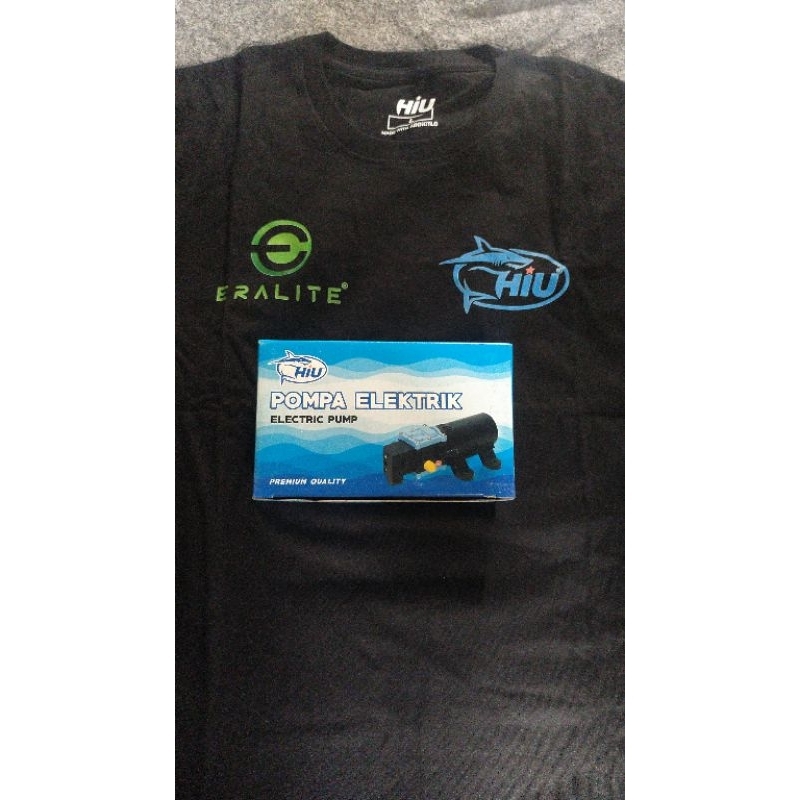 HIU
ERALITE®
HIU
HIU
POMPA ELEKTRIK
ELECTRIC PUMP
PREMIUM QUALITY